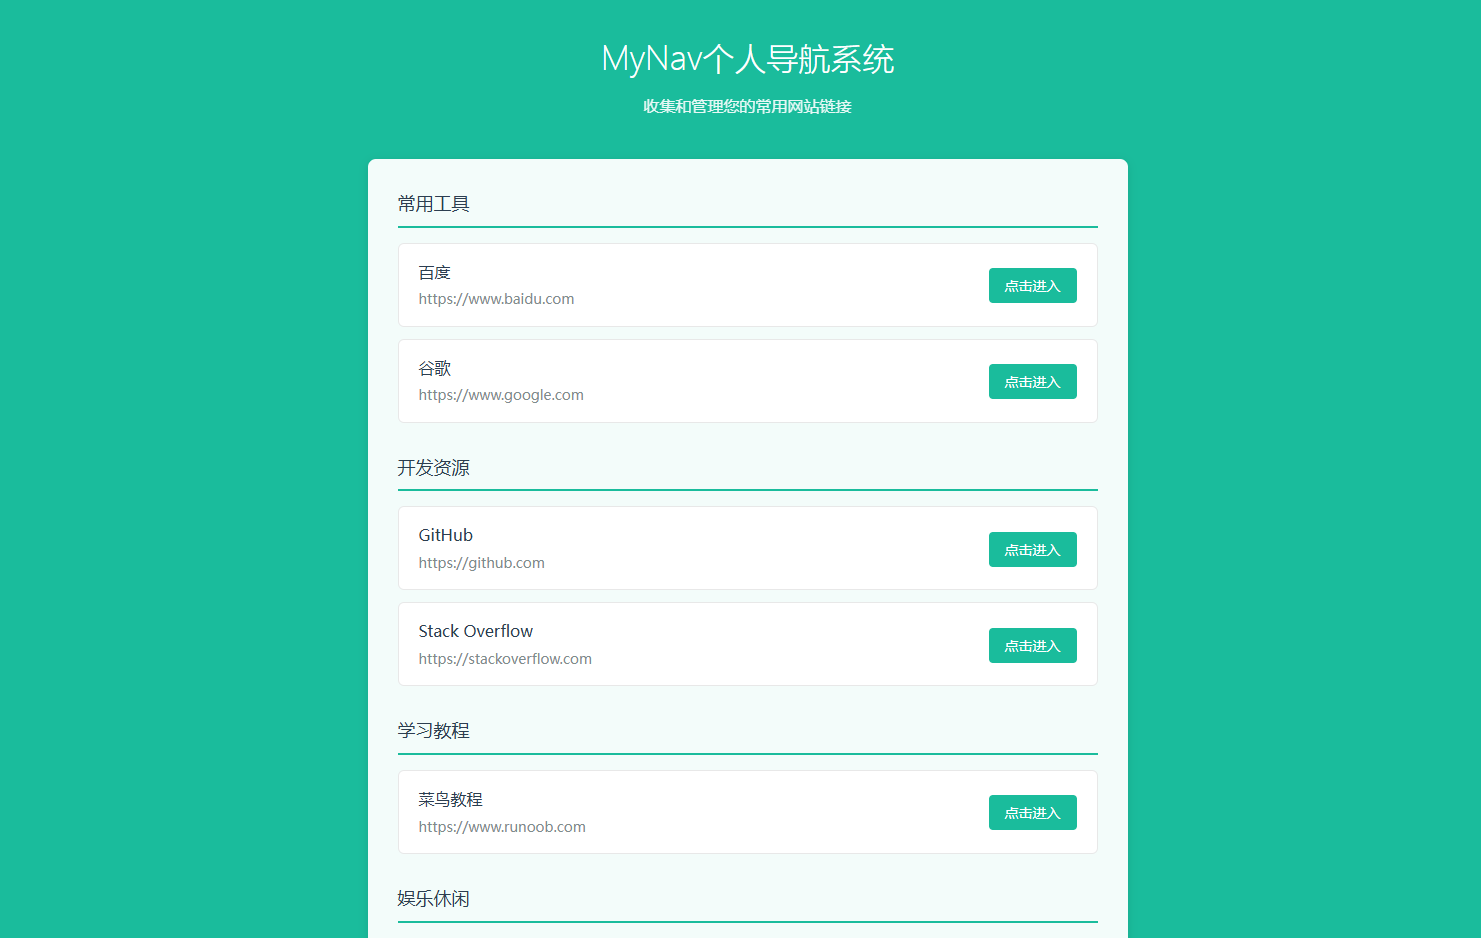 MyNav个人导航系统
收集和管理您的常用网站链接
常用工具
百度
https://www.baidu.com
点击进入
谷歌
https://www.google.com
点击进入
开发资源
GitHub
https://github.com
点击进入
Stack Overflow
https://stackoverflow.com
点击进入
学习教程
菜鸟教程
https://www.runoob.com
点击进入
娱乐休闲